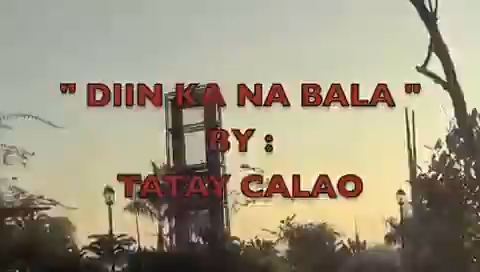 " DIIN KA NA BALA "
BY :
TATAY CALAO